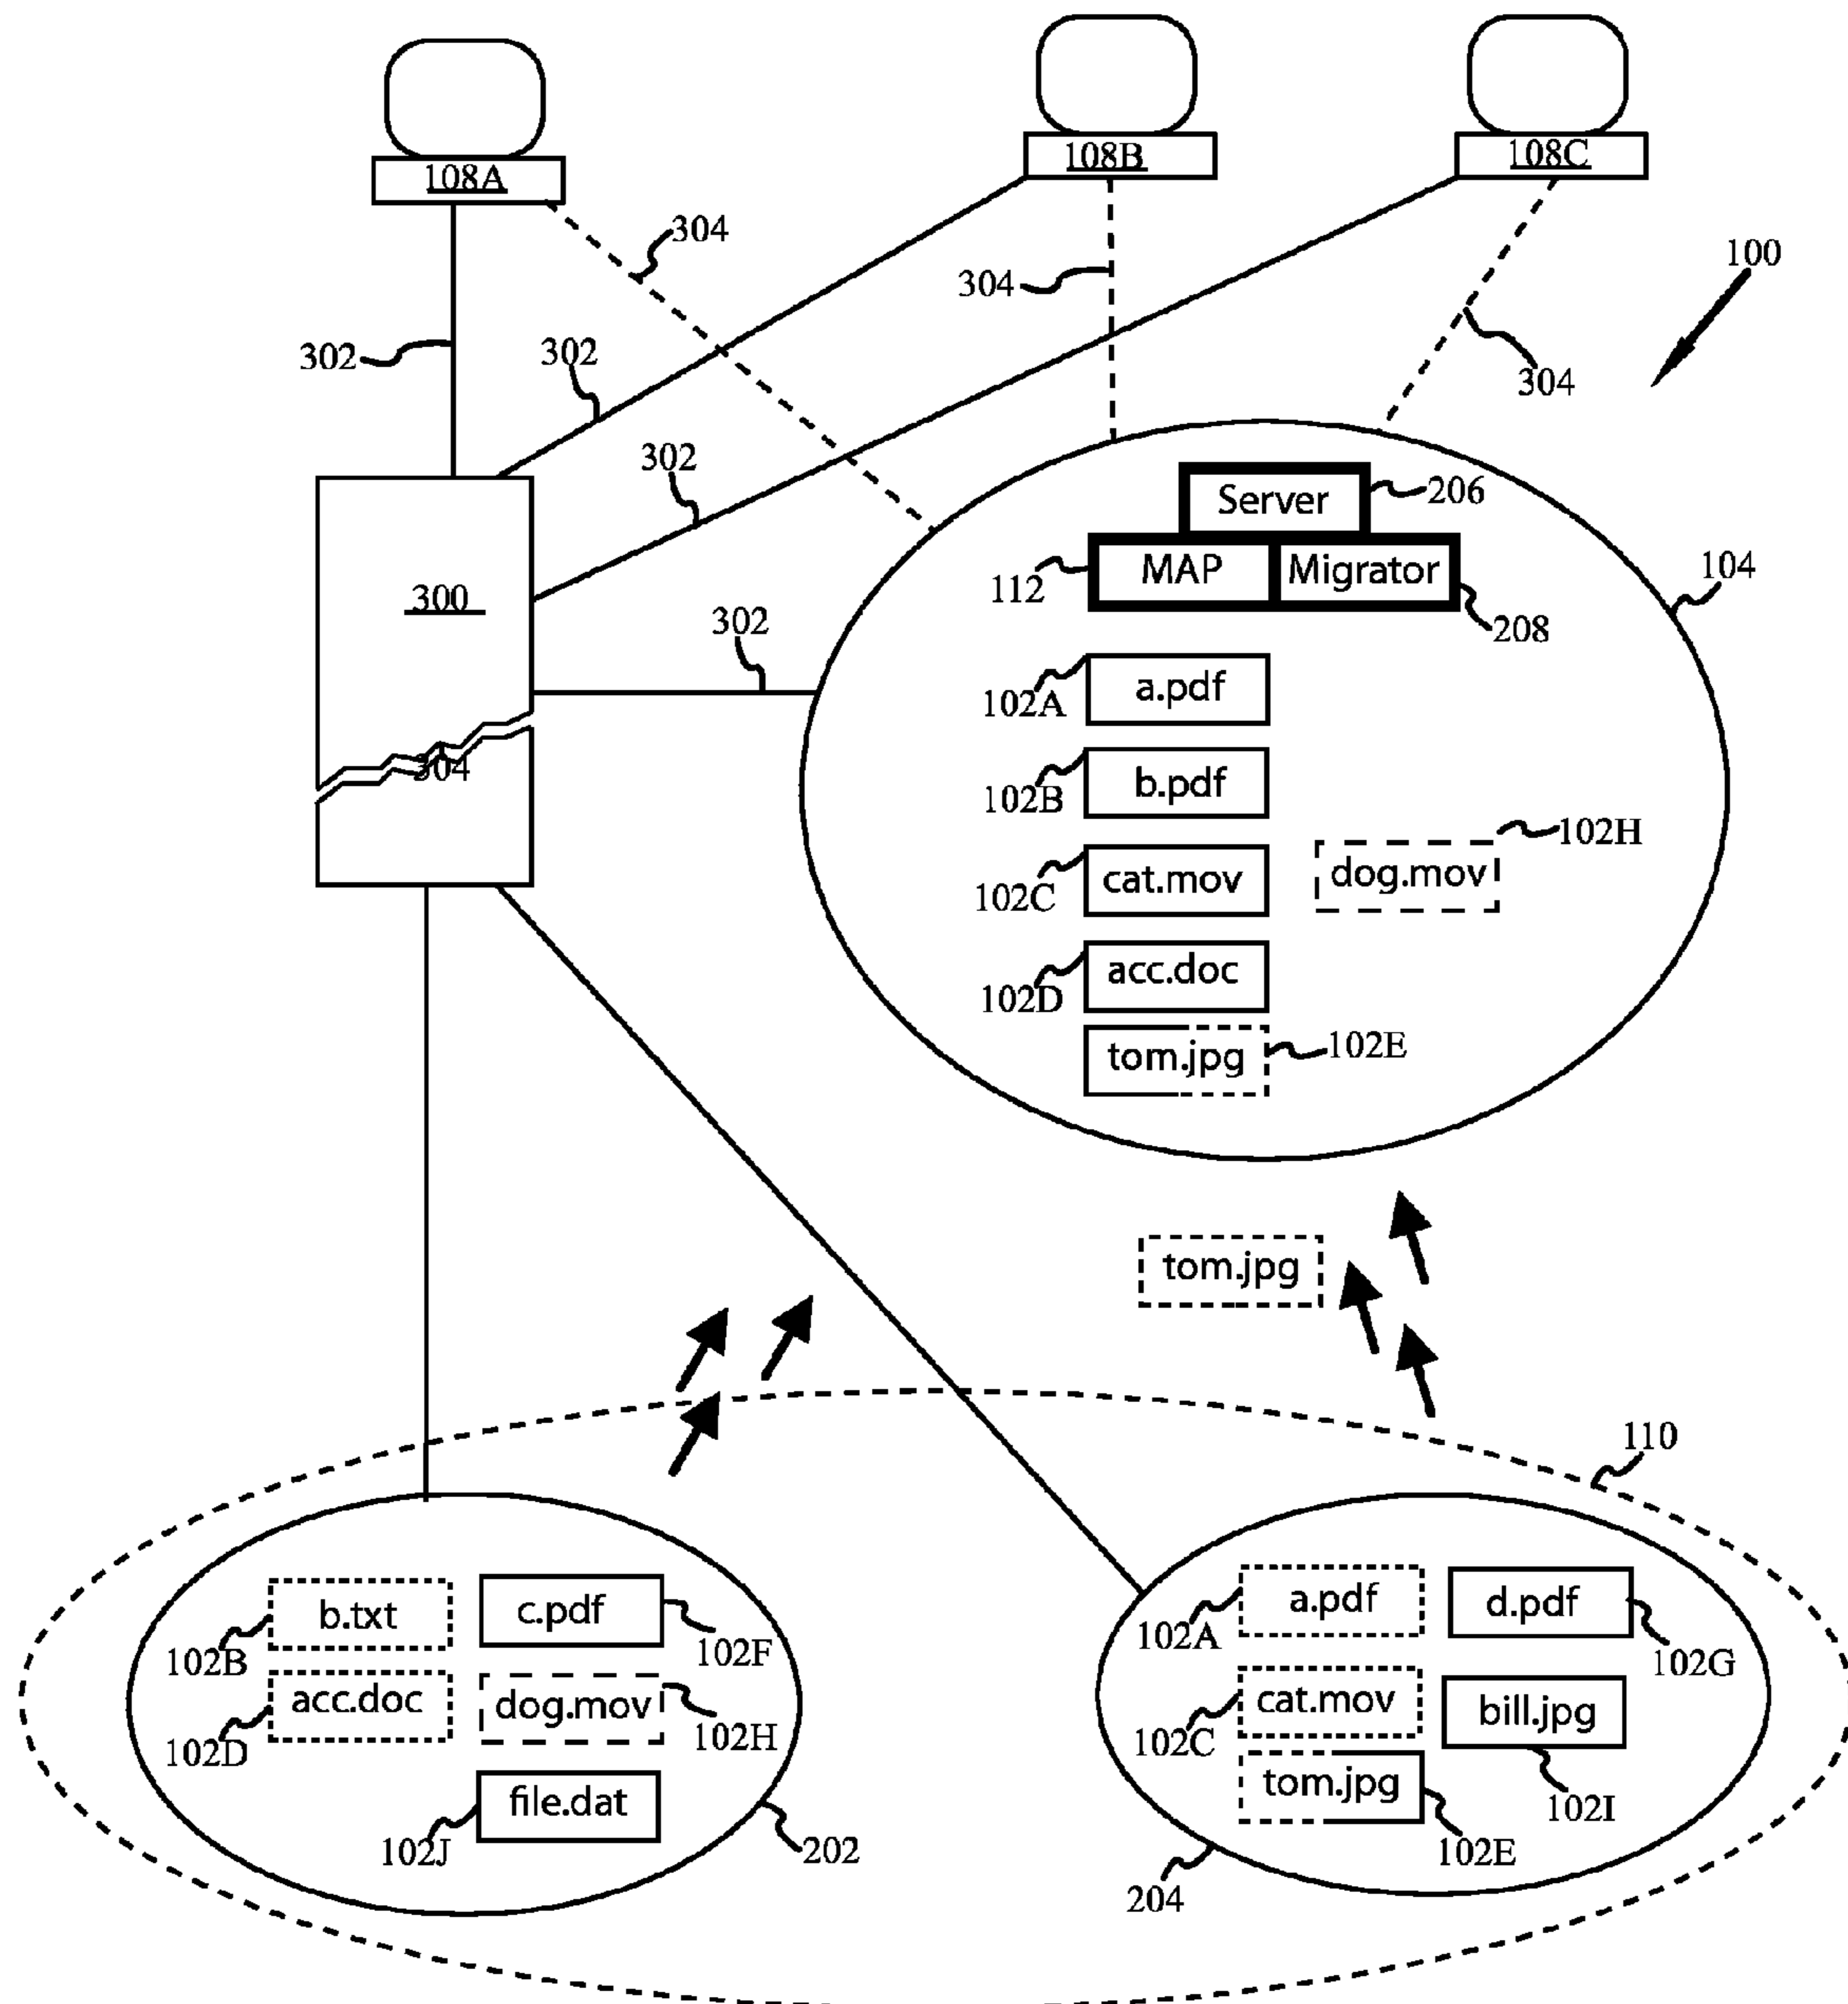 108A
108B
108C
304
304
100
302
302
304
302
Server
206
MAP
Migrator
112
104
300
302
208
a.pdf
102A
304
b.pdf
102B
102H
cat.mov
dog.mov
102C
acc.doc
102D
tom.jpg
102E
tom.jpg
110
b.txt
c.pdf
a.pdf
d.pdf
102B
102F
102A
102G
acc.doc
dog.mov
cat.mov
bill.jpg
102D
102H
102C
file.dat
tom.jpg
102I
102J
202
102E
204